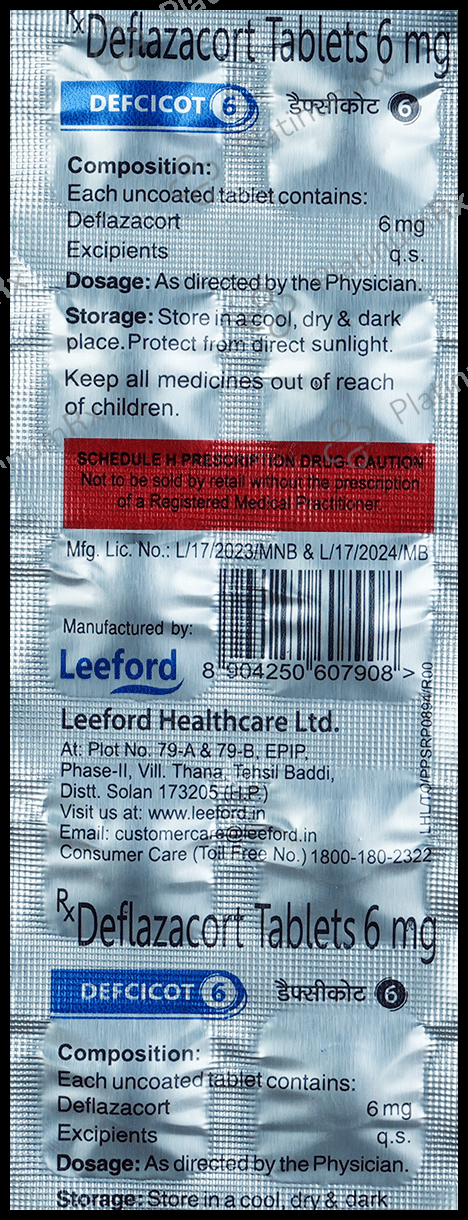 Rx Deflazacort Tablets 6 mg
DEFCICOT 6 डैफ्सीकोट 6
Composition:
Each uncoated tablet contains:
Deflazacort 6 mg
Excipients q.s.
Dosage: As directed by the Physician.
Storage: Store in a cool, dry & dark
place. Protect from direct sunlight.
Keep all medicines out of reach
of children.
SCHEDULE H PRESCRIPTION DRUG- CAUTION
Not to be sold by retail without the prescription
of a Registered Medical Practitioner.
Mfg. Lic. No.: L/17/2023/MNB & L/17/2024/MB
Manufactured by:
Leeford
8 904250 607908 >
Leeford Healthcare Ltd.
At: Plot No. 79-A & 79-B, EPIP,
Phase-II, Vill. Thana, Tehsil Baddi,
Distt. Solan 173205 (H.P.)
Visit us at: www.leeford.in
Email: customercare@leeford.in
Consumer Care (Toll Free No.) 1800-180-2322
LHL/TQ/PPSRP0894/R00
Rx Deflazacort Tablets 6 mg
DEFCICOT 6 डैफ्सीकोट 6
Composition:
Each uncoated tablet contains:
Deflazacort 6 mg
Excipients q.s.
Dosage: As directed by the Physician.
Storage: Store in a cool, dry & dark
PlatinumRx